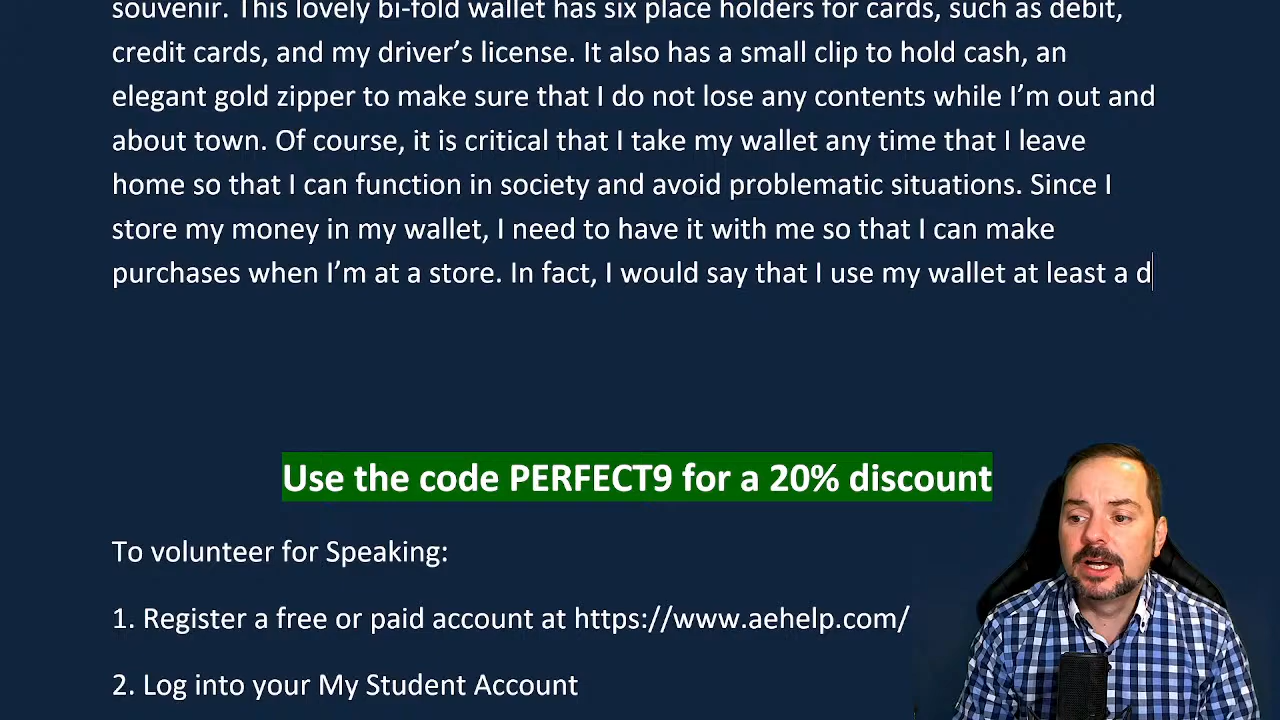 souvenir. This lovely bi-fold wallet has six place holders for cards, such as debit,
credit cards, and my driver’s license. It also has a small clip to hold cash, an
elegant gold zipper to make sure that I do not lose any contents while I’m out and
about town. Of course, it is critical that I take my wallet any time that I leave
home so that I can function in society and avoid problematic situations. Since I
store my money in my wallet, I need to have it with me so that I can make
purchases when I’m at a store. In fact, I would say that I use my wallet at least a d
Use the code PERFECT9 for a 20% discount
To volunteer for Speaking:
1. Register a free or paid account at https://www.aehelp.com/
2. Log into your My Student Account